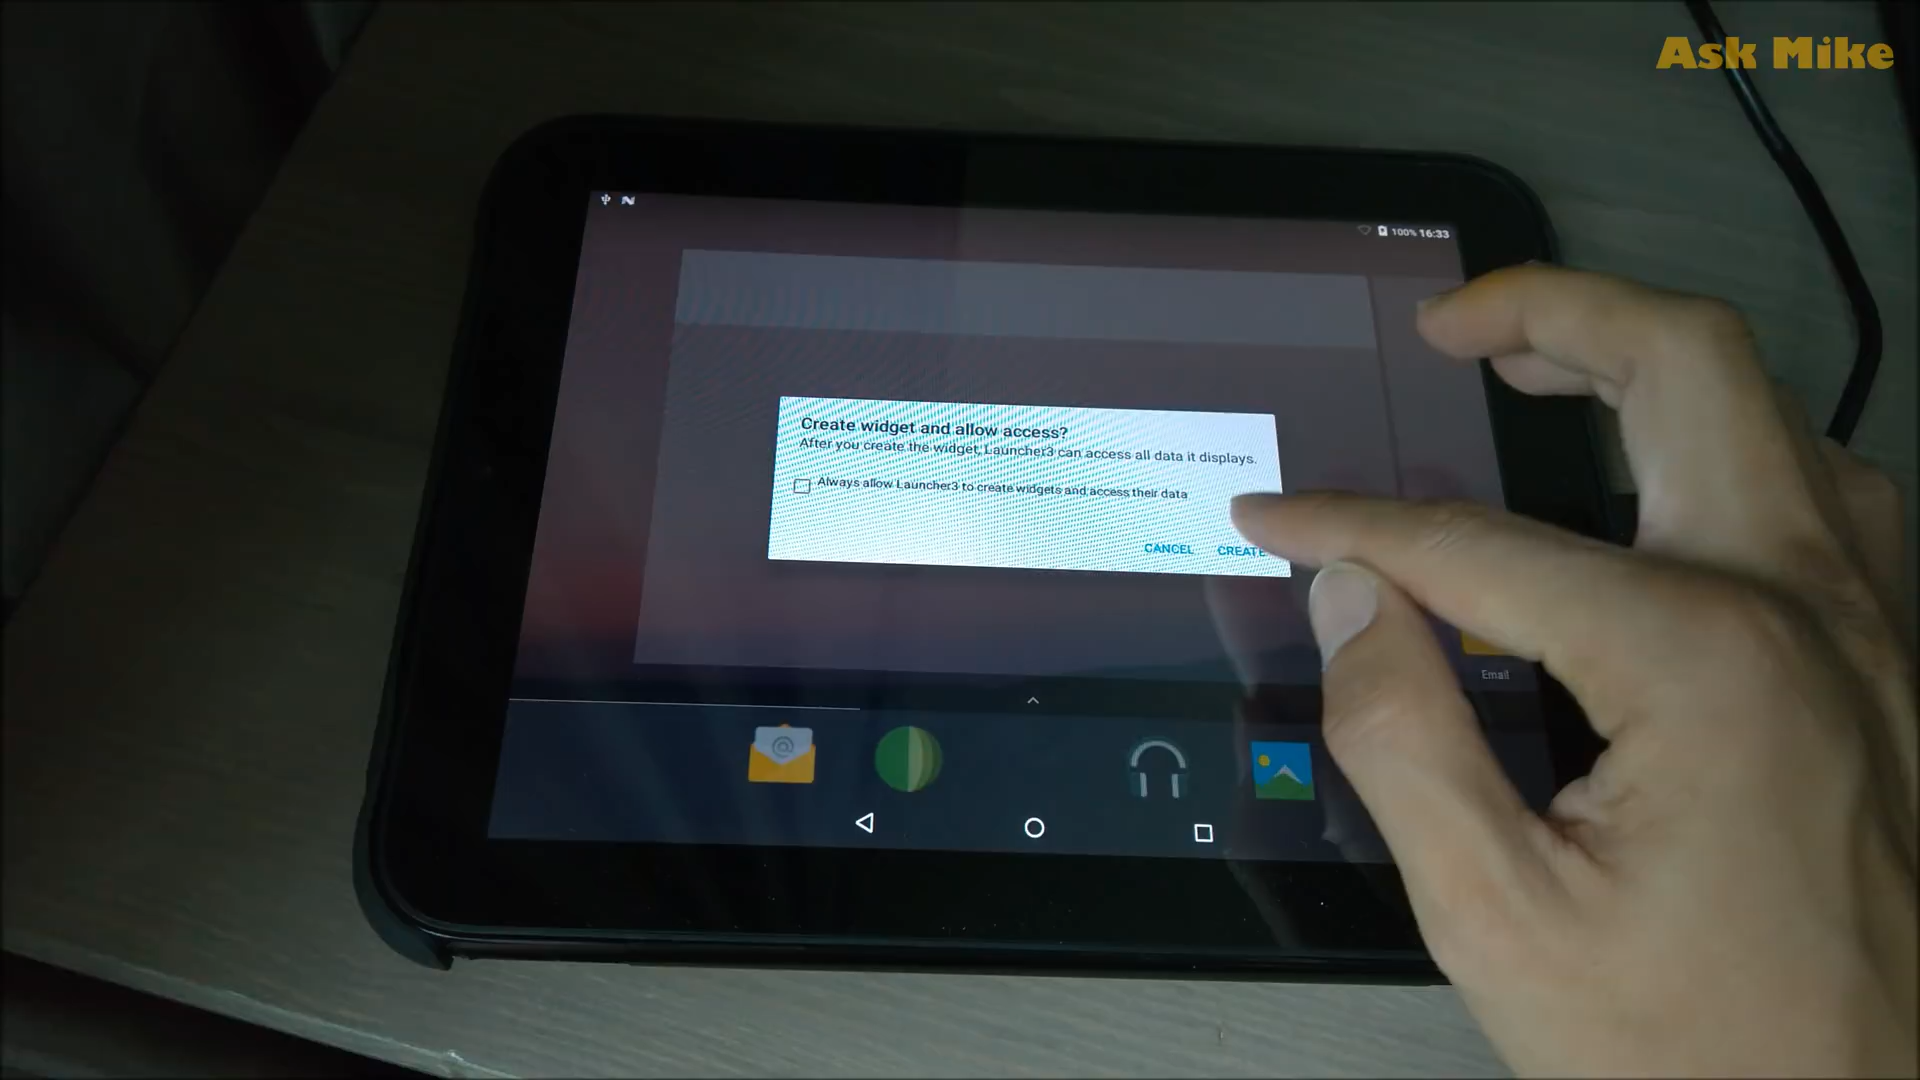 Ask Mike
100% 16:33
Create widget and allow access?
After you create the widget, Launcher3 can access all data it displays.
Always allow Launcher3 to create widgets and access their data
CANCEL CREATE
Email